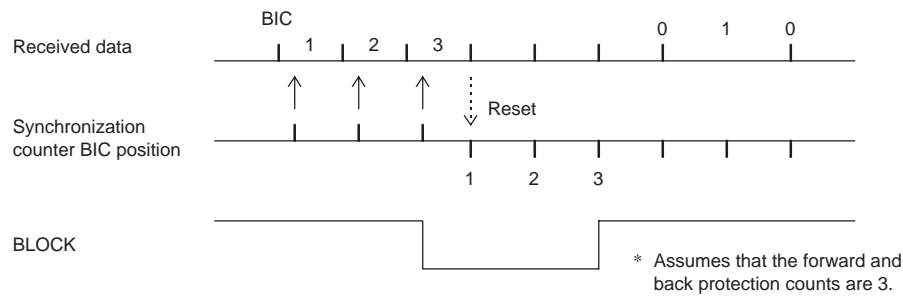 BIC
Received data
1 2 3 0 1 0
Reset
Synchronization
counter BIC position
1 2 3
BLOCK
* Assumes that the forward and
back protection counts are 3.